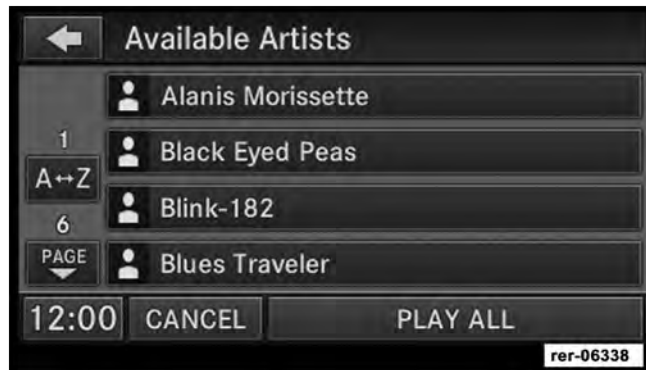 Available Artists
Alanis Morissette
1
Black Eyed Peas
A↔Z
Blink-182
6
PAGE
Blues Traveler
12:00 CANCEL PLAY ALL
rer-06338